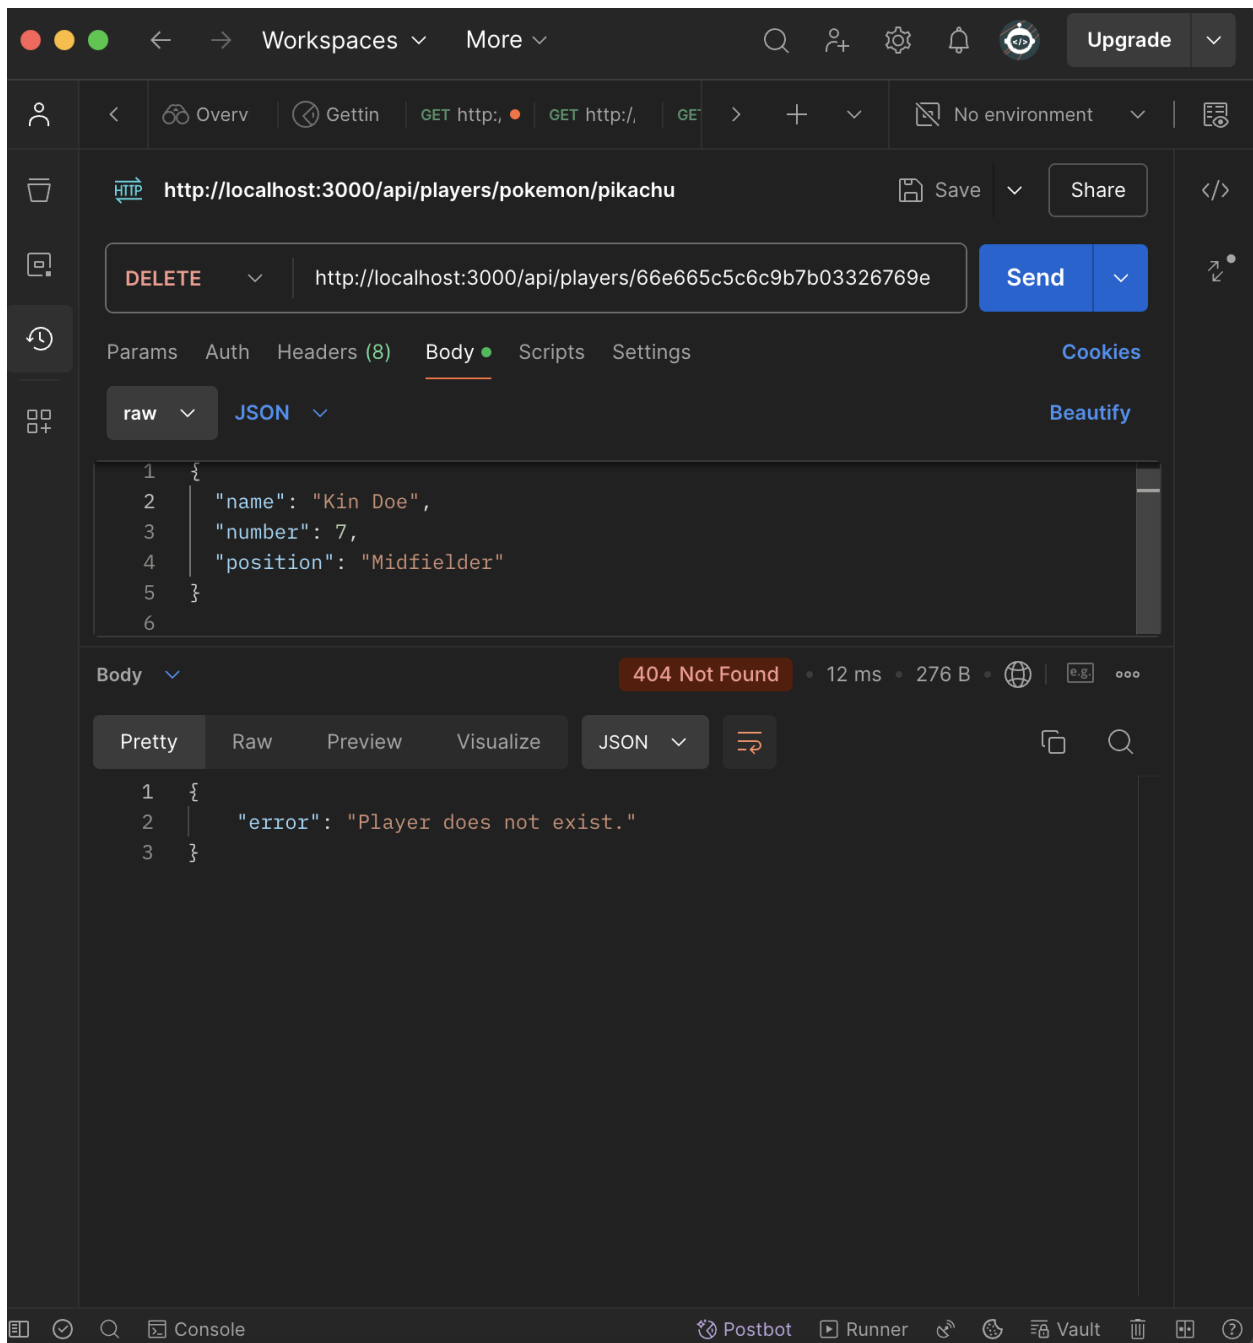 Workspaces More Upgrade
Overv Gettin GET http:, GET http:/, GET No environment
HTTP http://localhost:3000/api/players/pokemon/pikachu Save Share
DELETE http://localhost:3000/api/players/66e665c5c6c9b7b03326769e Send
Params Auth Headers (8) Body Scripts Settings Cookies
raw JSON Beautify
1 {
2 "name": "Kin Doe",
3 "number": 7,
4 "position": "Midfielder"
5 }
6
Body 404 Not Found 12 ms 276 B e.g.
Pretty Raw Preview Visualize JSON
1 {
2 "error": "Player does not exist."
3 }
Console Postbot Runner Vault